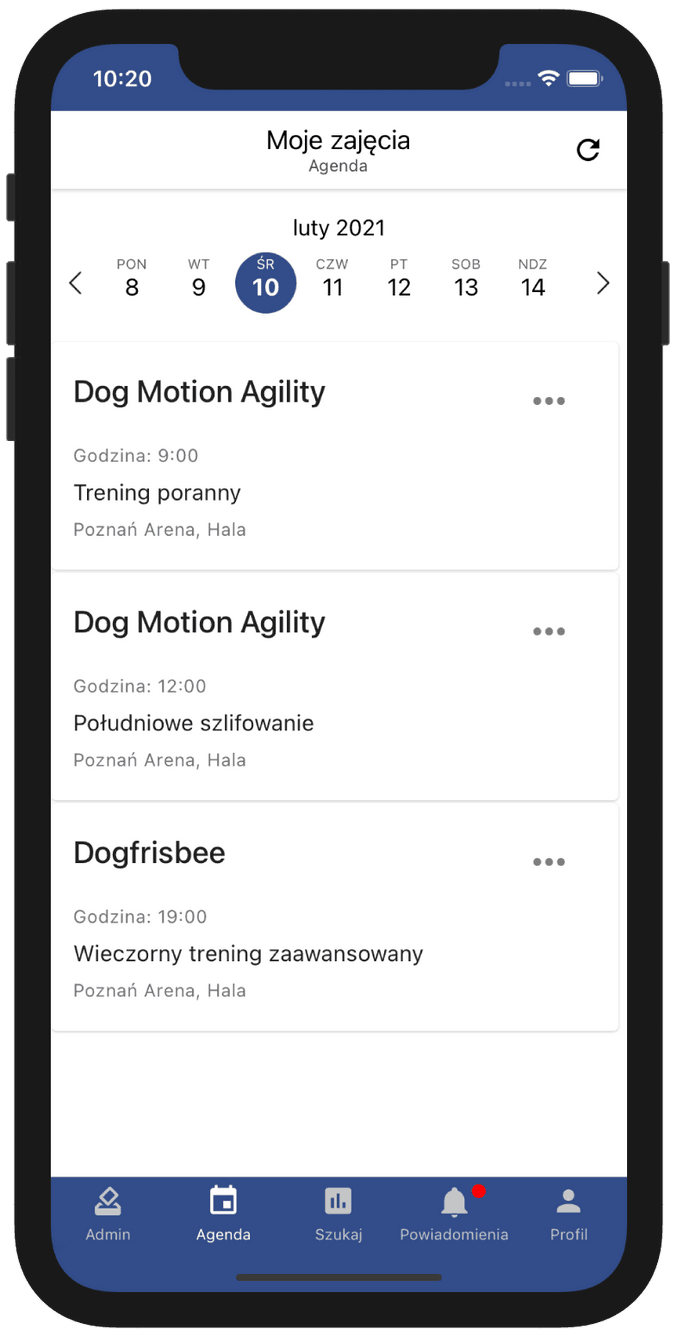 10:20
Moje zajęcia
Agenda
luty 2021
PON WT ŚR CZW PT SOB NDZ
8 9 10 11 12 13 14
Dog Motion Agility
Godzina: 9:00
Trening poranny
Poznań Arena, Hala
Dog Motion Agility
Godzina: 12:00
Południowe szlifowanie
Poznań Arena, Hala
Dogfrisbee
Godzina: 19:00
Wieczorny trening zaawansowany
Poznań Arena, Hala
Admin Agenda Szukaj Powiadomienia Profil